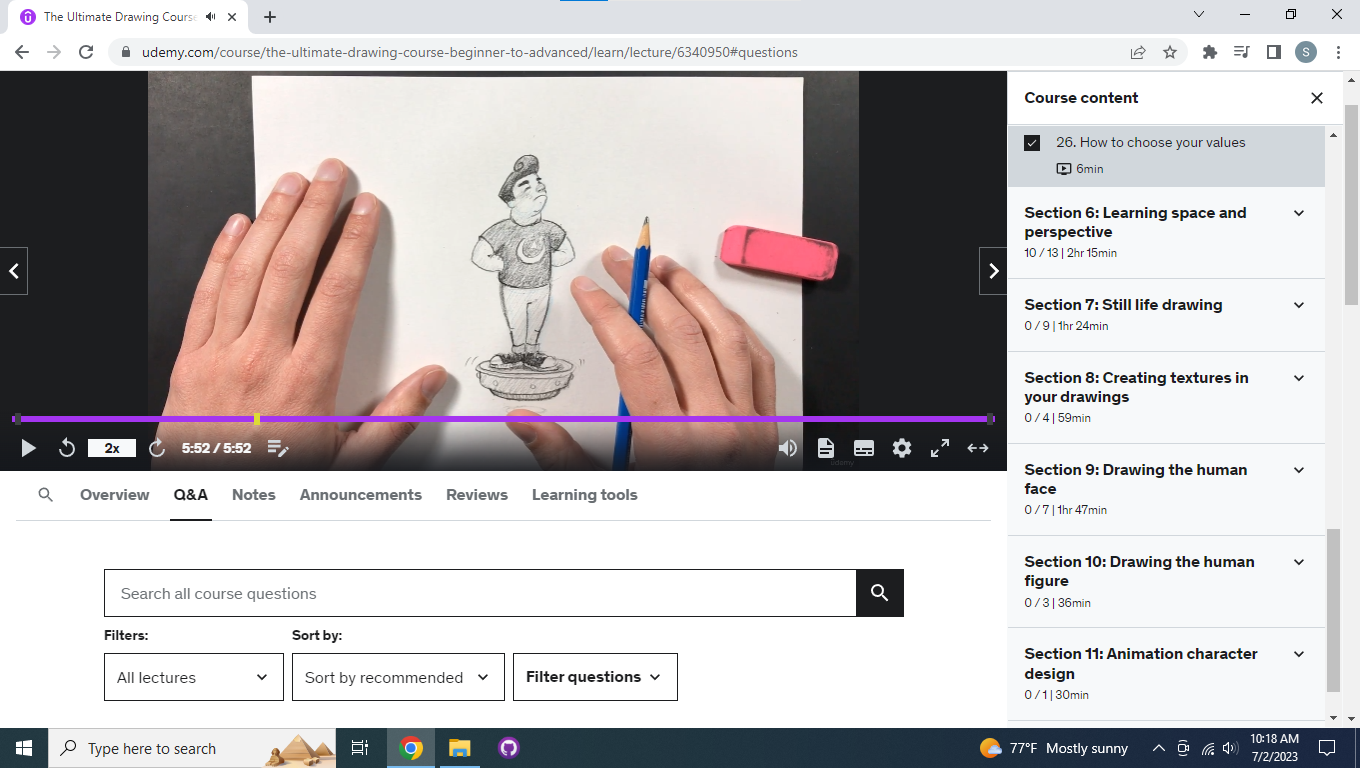 The Ultimate Drawing Course
udemy.com/course/the-ultimate-drawing-course-beginner-to-advanced/learn/lecture/6340950#questions
S
Course content
26. How to choose your values
6min
Section 6: Learning space and
perspective
10 / 13 | 2hr 15min
Section 7: Still life drawing
0 / 9 | 1hr 24min
Section 8: Creating textures in
your drawings
0 / 4 | 59min
Section 9: Drawing the human
face
0 / 7 | 1hr 47min
Section 10: Drawing the human
figure
0 / 3 | 36min
Section 11: Animation character
design
0 / 1 | 30min
2x
5:52 / 5:52
udemy
Overview
Q&A
Notes
Announcements
Reviews
Learning tools
Search all course questions
Filters:
Sort by:
All lectures
Sort by recommended
Filter questions
Type here to search
77°F Mostly sunny
10:18 AM
7/2/2023